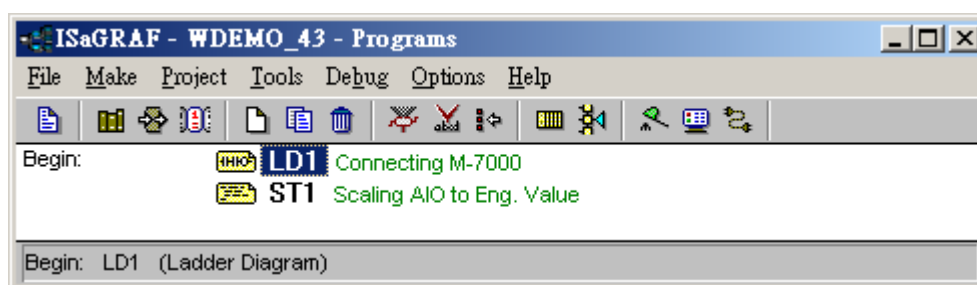 ISaGRAF - WDEMO_43 - Programs
File Make Project Tools Debug Options Help
Begin: LD1 Connecting M-7000
ST1 Scaling AIO to Eng. Value
Begin: LD1 (Ladder Diagram)